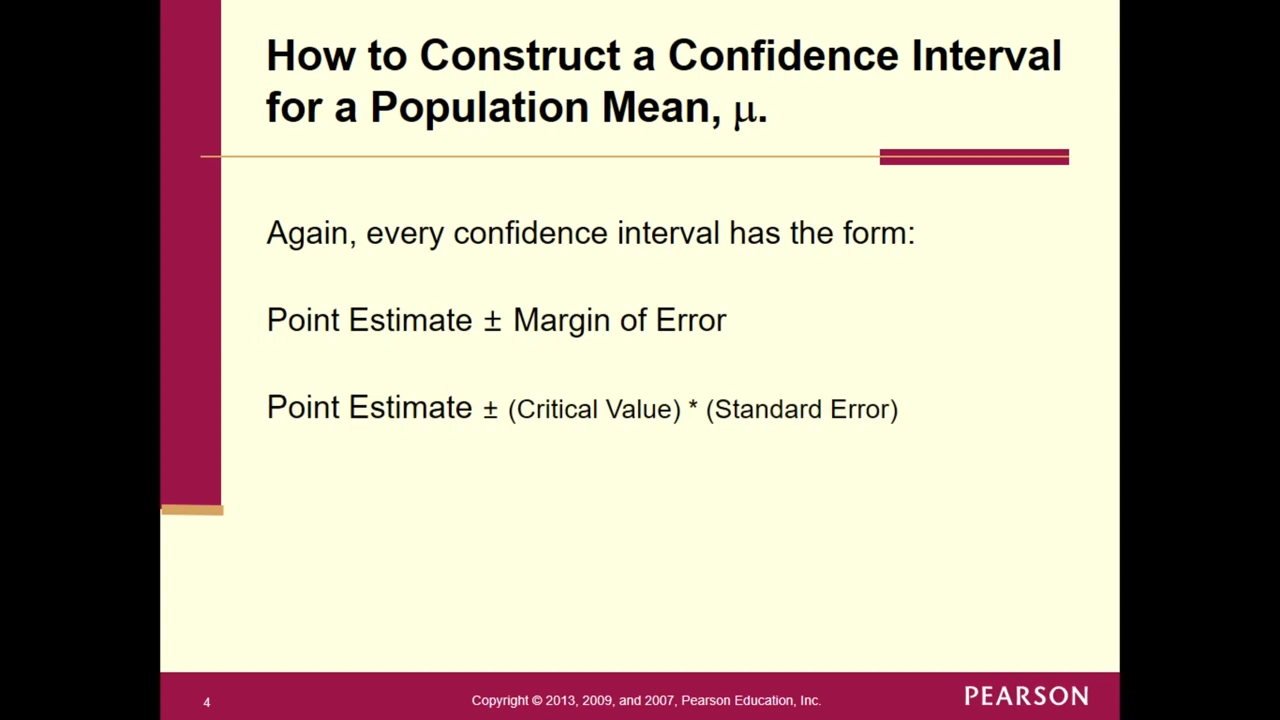 How to Construct a Confidence Interval
for a Population Mean, μ.
Again, every confidence interval has the form:
Point Estimate ± Margin of Error
Point Estimate ± (Critical Value) * (Standard Error)
4
Copyright © 2013, 2009, and 2007, Pearson Education, Inc.
PEARSON